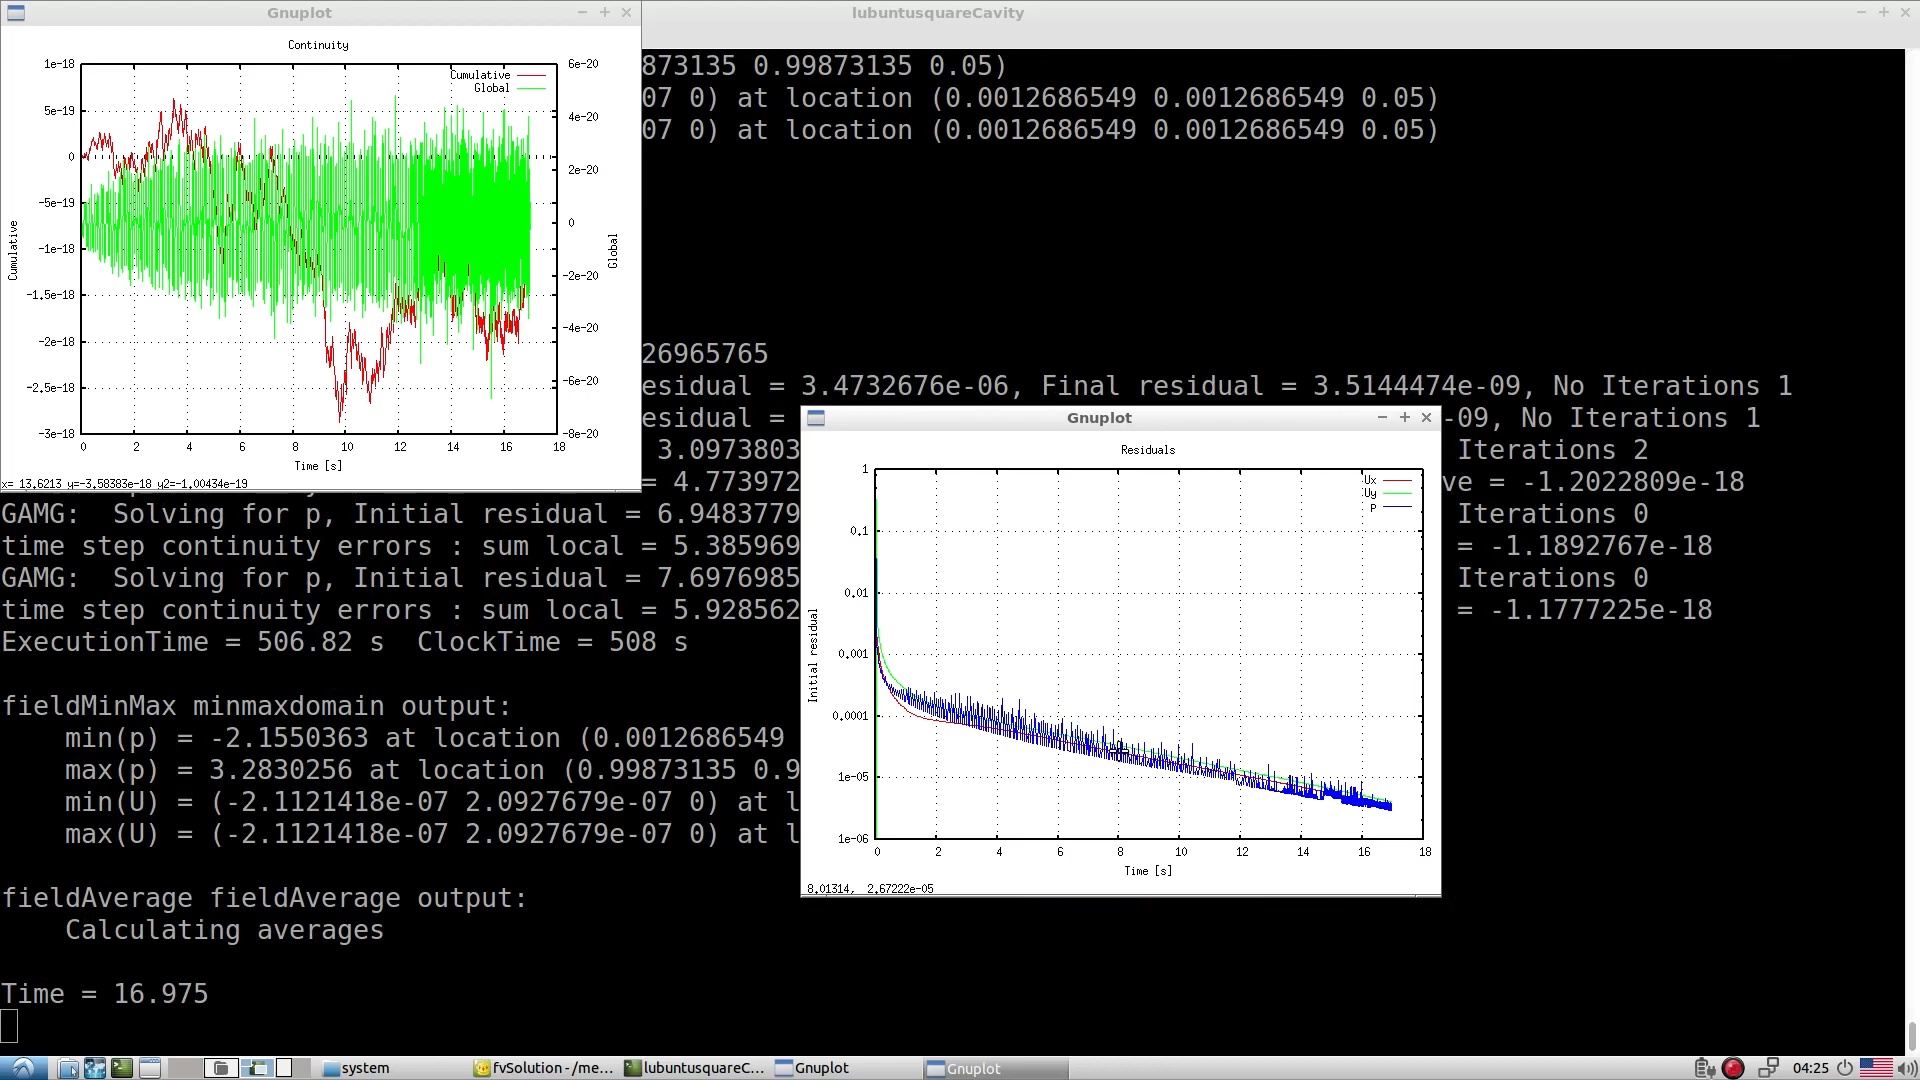 Gnuplot
lubuntusquareCavity
Continuity
Cumulative
Global
1e-18
5e-19
0
-5e-19
-1e-18
-1.5e-18
-2e-18
-2.5e-18
-3e-18
6e-20
4e-20
2e-20
0
-2e-20
-4e-20
-6e-20
-8e-20
Cumulative
Global
0 2 4 6 8 10 12 14 16 18
Time [s]
x= 13.6213 y=-3.58383e-18 y2=-1.00434e-19
873135 0.99873135 0.05)
07 0) at location (0.0012686549 0.0012686549 0.05)
07 0) at location (0.0012686549 0.0012686549 0.05)
26965765
esidual = 3.4732676e-06, Final residual = 3.5144474e-09, No Iterations 1
esidual = -09, No Iterations 1
3.0973803 Iterations 2
= 4.773972 ve = -1.2022809e-18
GAMG:  Solving for p, Initial residual = 6.9483779 Iterations 0
time step continuity errors : sum local = 5.385969 = -1.1892767e-18
GAMG:  Solving for p, Initial residual = 7.6976985 Iterations 0
time step continuity errors : sum local = 5.928562 = -1.1777225e-18
ExecutionTime = 506.82 s  ClockTime = 508 s
fieldMinMax minmaxdomain output:
min(p) = -2.1550363 at location (0.0012686549
max(p) = 3.2830256 at location (0.99873135 0.9
min(U) = (-2.1121418e-07 2.0927679e-07 0) at l
max(U) = (-2.1121418e-07 2.0927679e-07 0) at l
fieldAverage fieldAverage output:
Calculating averages
Time = 16.975
Gnuplot
Residuals
Ux
Uy
p
1
0.1
0.01
0.001
0.0001
1e-05
1e-06
Initial residual
0 2 4 6 8 10 12 14 16 18
Time [s]
8.01314,  2.67222e-05
system
fvSolution - /me...
lubuntusquareC...
Gnuplot
Gnuplot
04:25